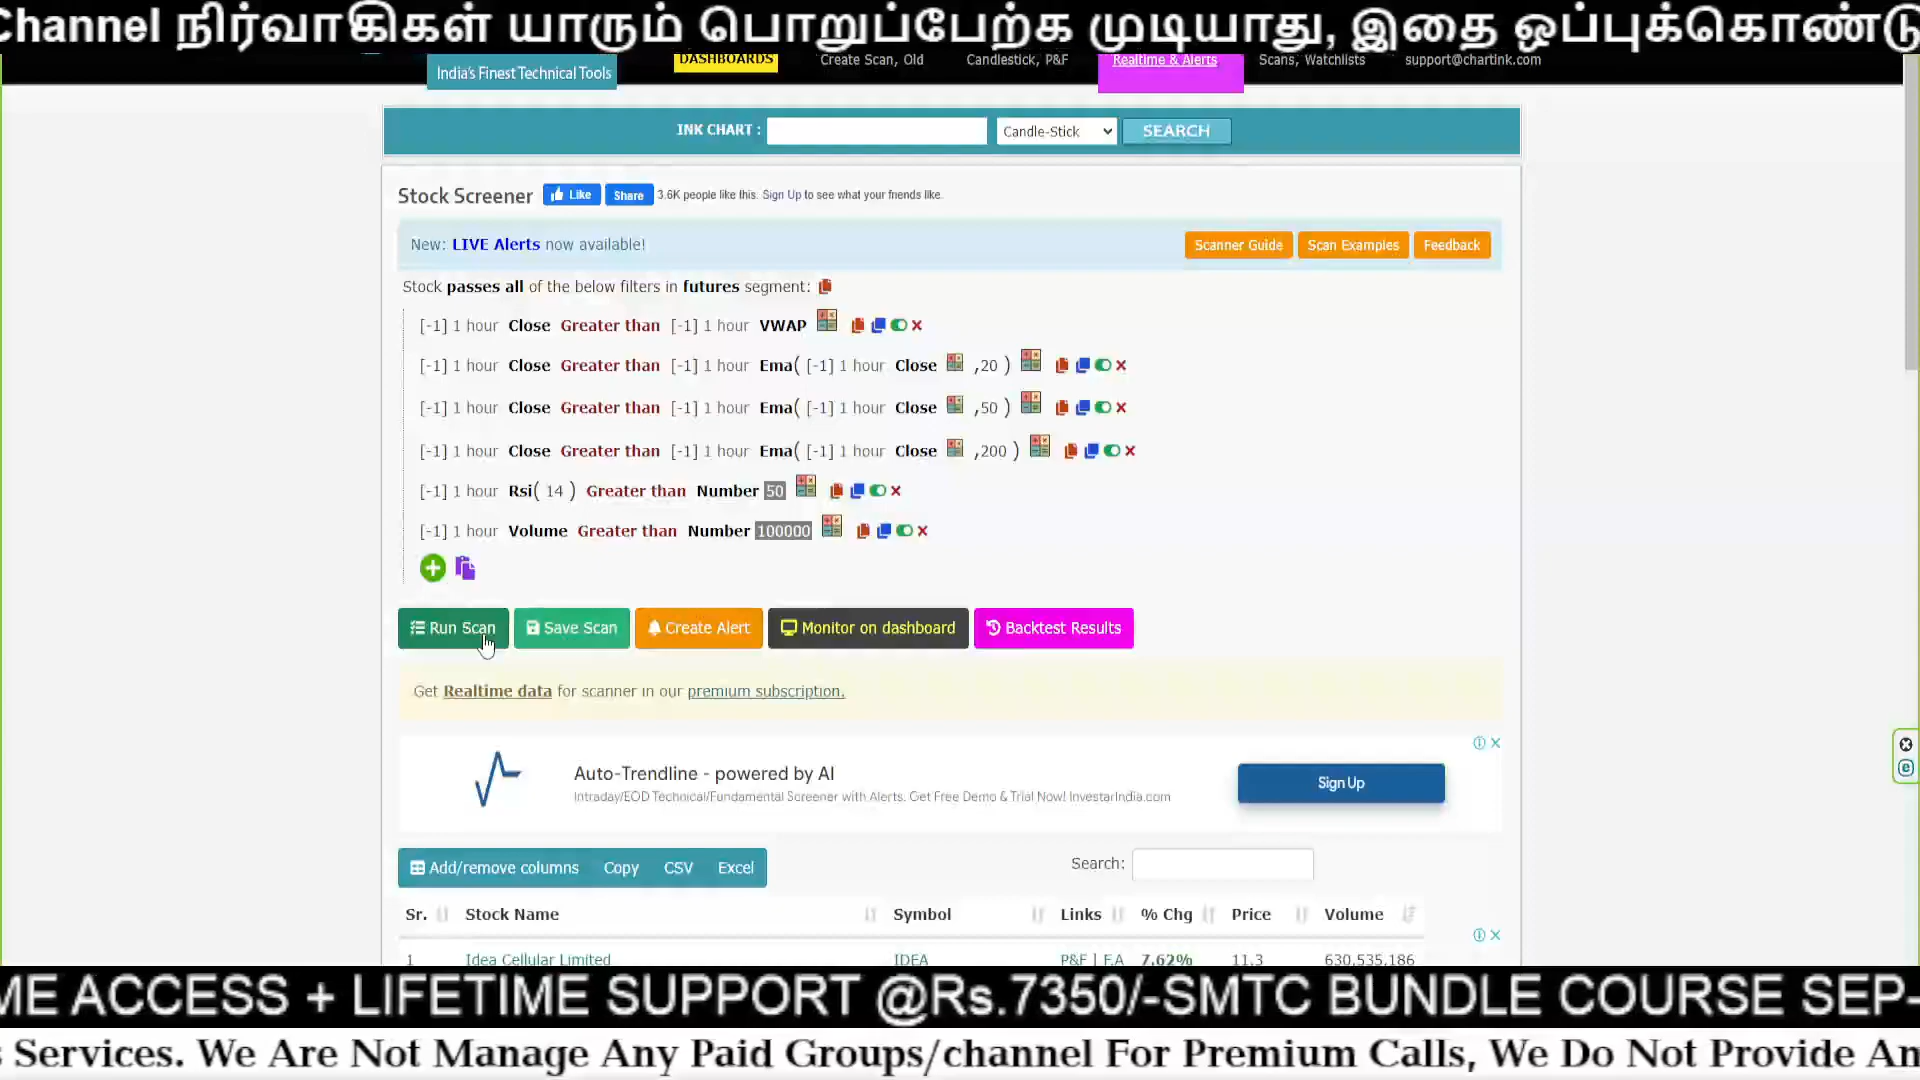 Channel நிர்வாகிகள் யாரும் பொறுப்பேற்க முடியாது, இதை ஒப்புக்கொண்டு
India's Finest Technical Tools
DASHBOARDS Create Scan, Old Candlestick, P&F Realtime & Alerts Scans, Watchlists support@chartink.com
INK CHART : Candle-Stick SEARCH
Stock Screener Like Share 3.6K people like this. Sign Up to see what your friends like.
New: LIVE Alerts now available! Scanner Guide Scan Examples Feedback
Stock passes all of the below filters in futures segment:
[-1] 1 hour Close Greater than [-1] 1 hour VWAP
[-1] 1 hour Close Greater than [-1] 1 hour Ema( [-1] 1 hour Close ,20 )
[-1] 1 hour Close Greater than [-1] 1 hour Ema( [-1] 1 hour Close ,50 )
[-1] 1 hour Close Greater than [-1] 1 hour Ema( [-1] 1 hour Close ,200 )
[-1] 1 hour Rsi( 14 ) Greater than Number 50
[-1] 1 hour Volume Greater than Number 100000
Run Scan Save Scan Create Alert Monitor on dashboard Backtest Results
Get Realtime data for scanner in our premium subscription.
Auto-Trendline - powered by AI
Intraday/EOD Technical/Fundamental Screener with Alerts. Get Free Demo & Trial Now! InvestarIndia.com
Sign Up
Add/remove columns Copy CSV Excel Search:
Sr. Stock Name Symbol Links % Chg Price Volume
1 Idea Cellular Limited IDEA P&F | F.A 7.62% 11.3 630,535,186
ME ACCESS + LIFETIME SUPPORT @Rs.7350/-SMTC BUNDLE COURSE SEP-
s Services. We Are Not Manage Any Paid Groups/channel For Premium Calls, We Do Not Provide An